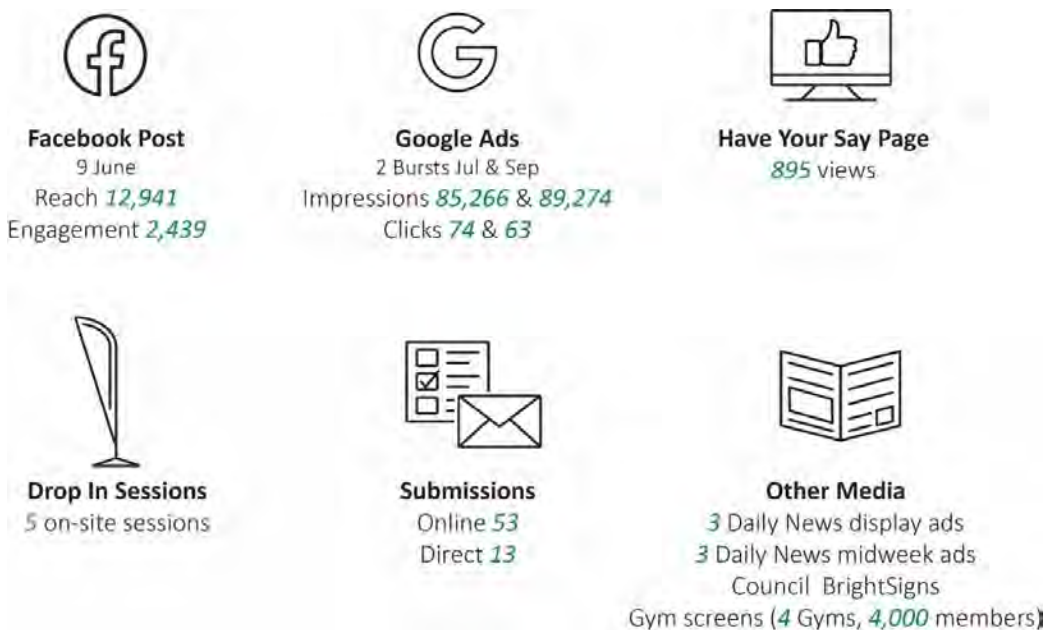 Facebook Post
9 June
Reach 12,941
Engagement 2,439
Google Ads
2 Bursts Jul & Sep
Impressions 85,266 & 89,274
Clicks 74 & 63
Have Your Say Page
895 views
Drop In Sessions
5 on-site sessions
Submissions
Online 53
Direct 13
Other Media
3 Daily News display ads
3 Daily News midweek ads
Council BrightSigns
Gym screens (4 Gyms, 4,000 members)